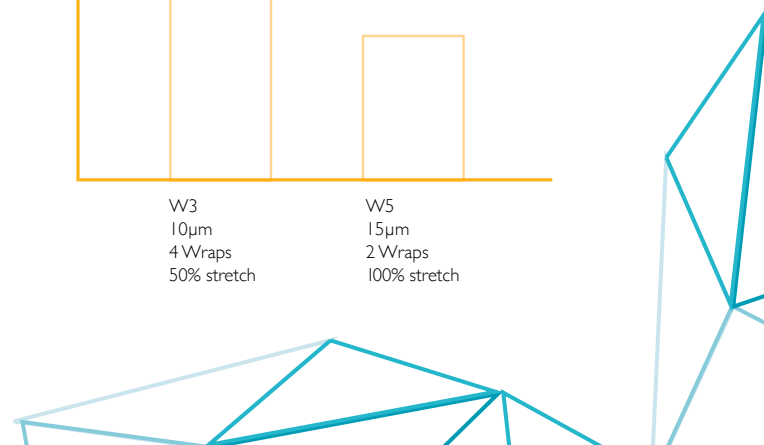 W3
10µm
4 Wraps
50% stretch
W5
15µm
2 Wraps
100% stretch